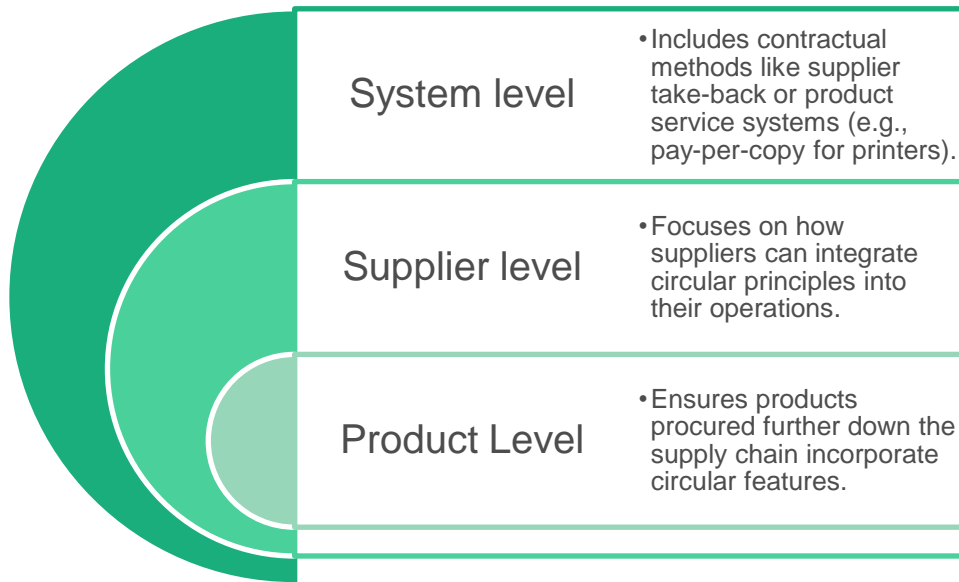 System level
•Includes contractual
methods like supplier
take-back or product
service systems (e.g.,
pay-per-copy for printers).
Supplier level
•Focuses on how
suppliers can integrate
circular principles into
their operations.
Product Level
•Ensures products
procured further down the
supply chain incorporate
circular features.